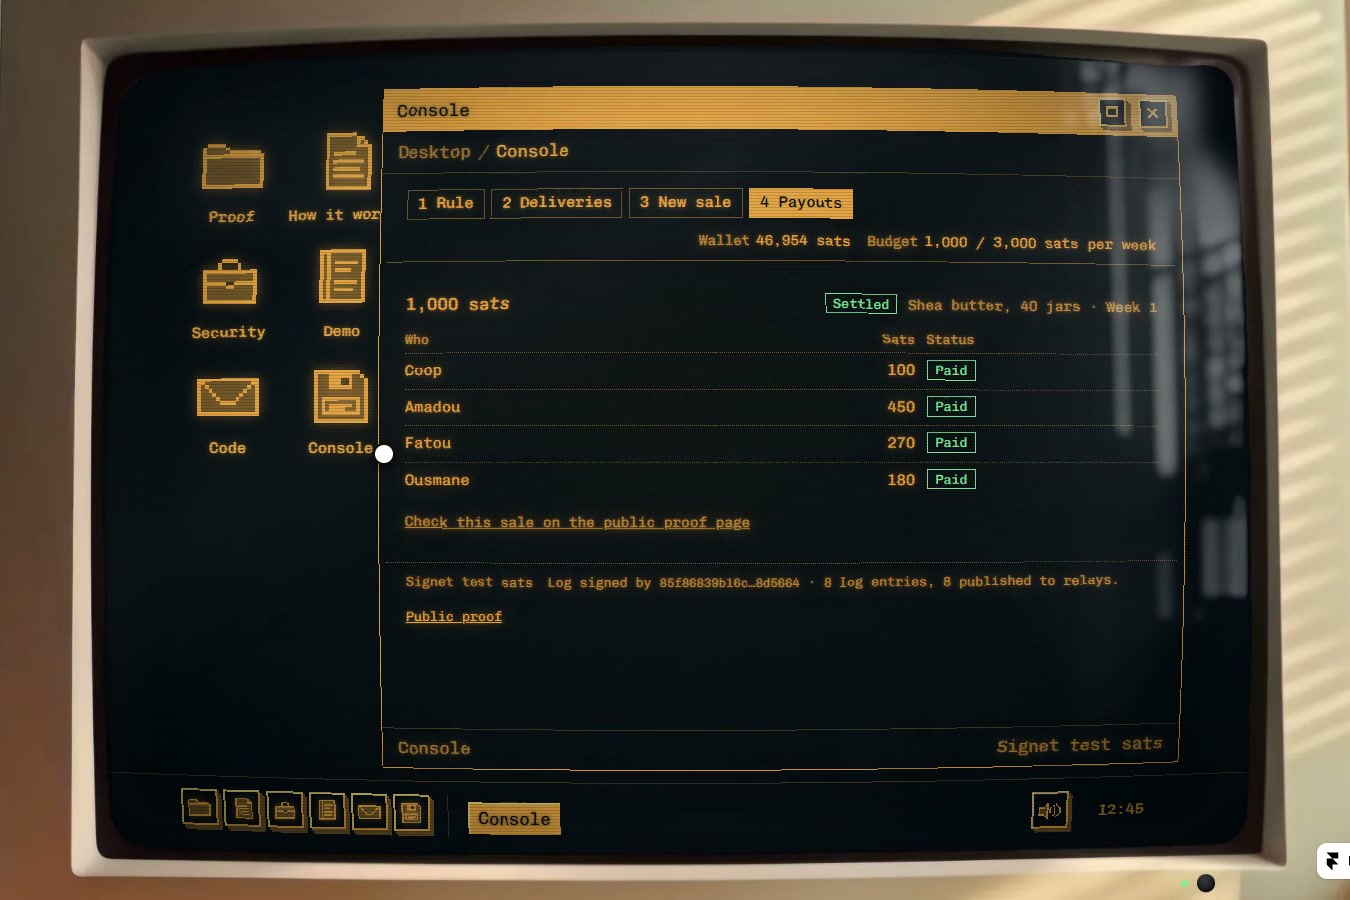 Console
Desktop / Console
1 Rule
2 Deliveries
3 New sale
4 Payouts
Wallet 46,954 sats Budget 1,000 / 3,000 sats per week
1,000 sats
Settled Shea butter, 40 jars · Week 1
Who Sats Status
Coop 100 Paid
Amadou 450 Paid
Fatou 270 Paid
Ousmane 180 Paid
Check this sale on the public proof page
Signet test sats Log signed by 85f86839b16c…8d5664 · 8 log entries, 8 published to relays.
Public proof
Console
Signet test sats
Proof
How it wor
Security
Demo
Code
Console
Console
12:45